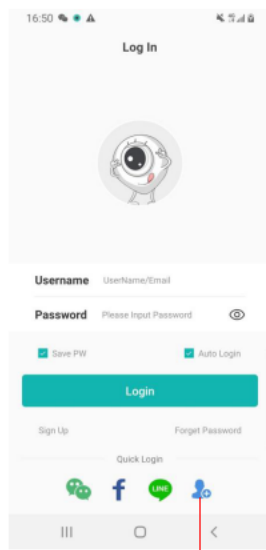 16:50
Log In
Username UserName/Email
Password Please Input Password
Save PW Auto Login
Login
Sign Up Forget Password
Quick Login
f LINE